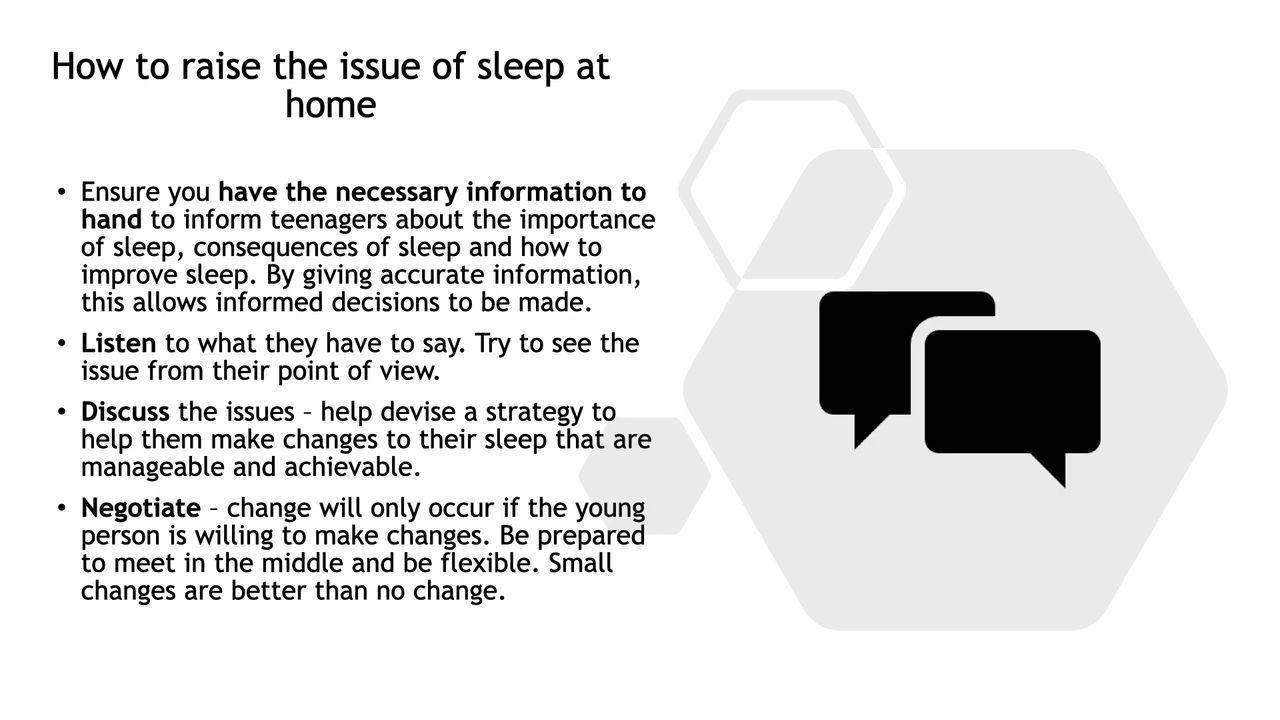 How to raise the issue of sleep at
home
• Ensure you have the necessary information to
hand to inform teenagers about the importance
of sleep, consequences of sleep and how to
improve sleep. By giving accurate information,
this allows informed decisions to be made.
• Listen to what they have to say. Try to see the
issue from their point of view.
• Discuss the issues – help devise a strategy to
help them make changes to their sleep that are
manageable and achievable.
• Negotiate – change will only occur if the young
person is willing to make changes. Be prepared
to meet in the middle and be flexible. Small
changes are better than no change.